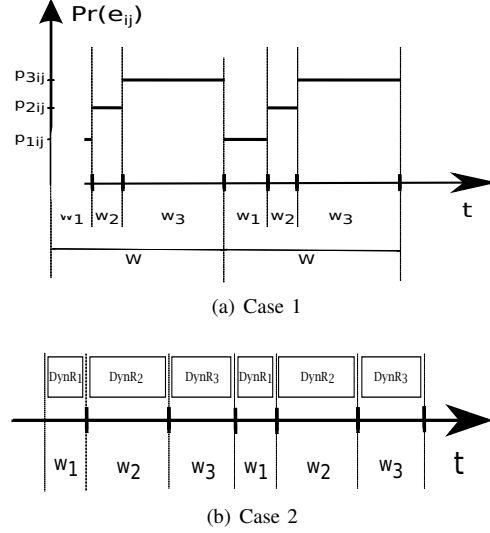 Pr(eij)
p3ij
p2ij
p1ij
w1 w2 w3 w1 w2 w3 t
W W
(a) Case 1
DynR1 DynR2 DynR3 DynR1 DynR2 DynR3
w1 w2 w3 w1 w2 w3 t
(b) Case 2